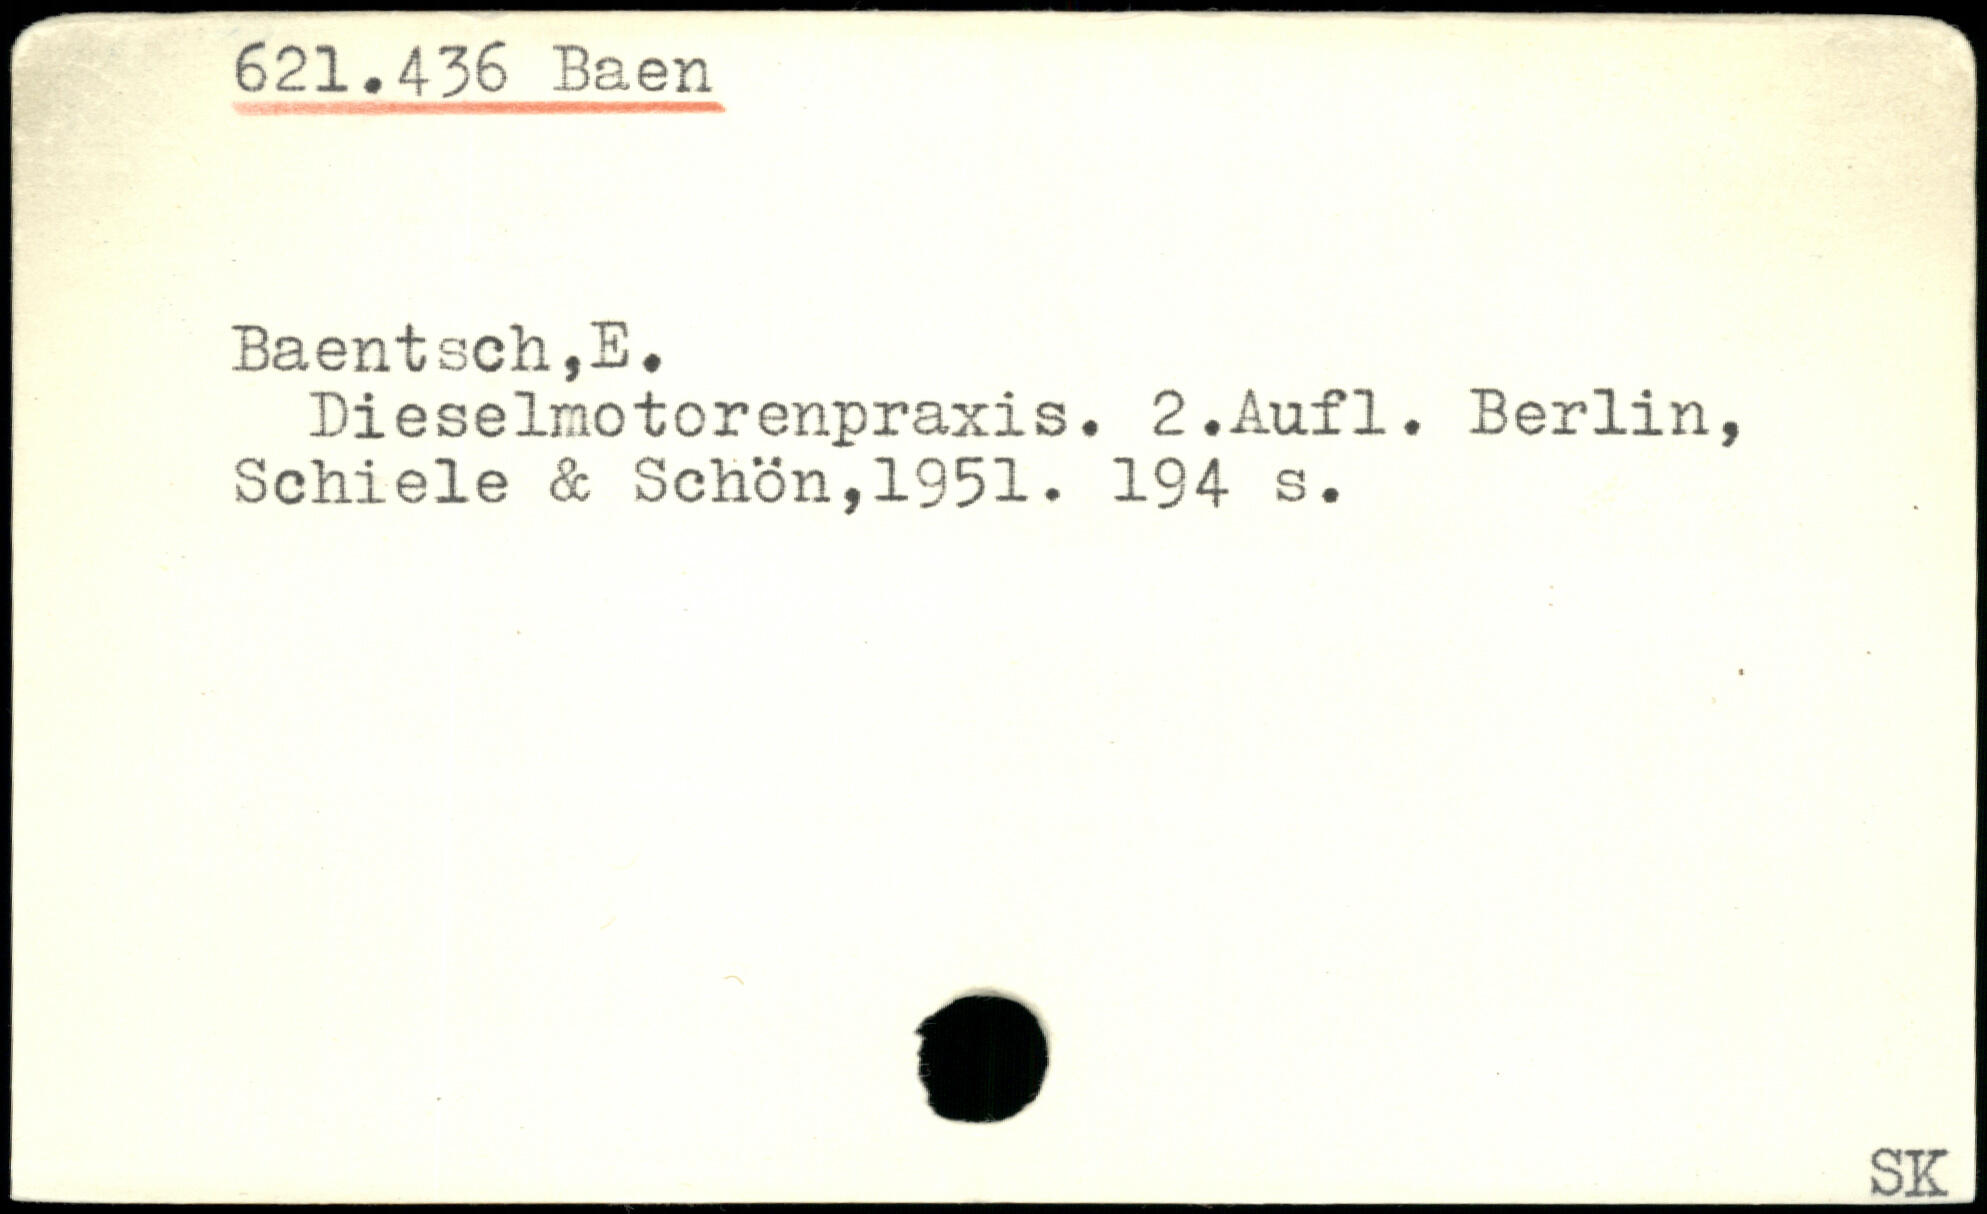 621.436 Baen
Baentsch,E.
Dieselmotorenpraxis. 2.Aufl. Berlin,
Schiele & Schön,1951. 194 s.
SK